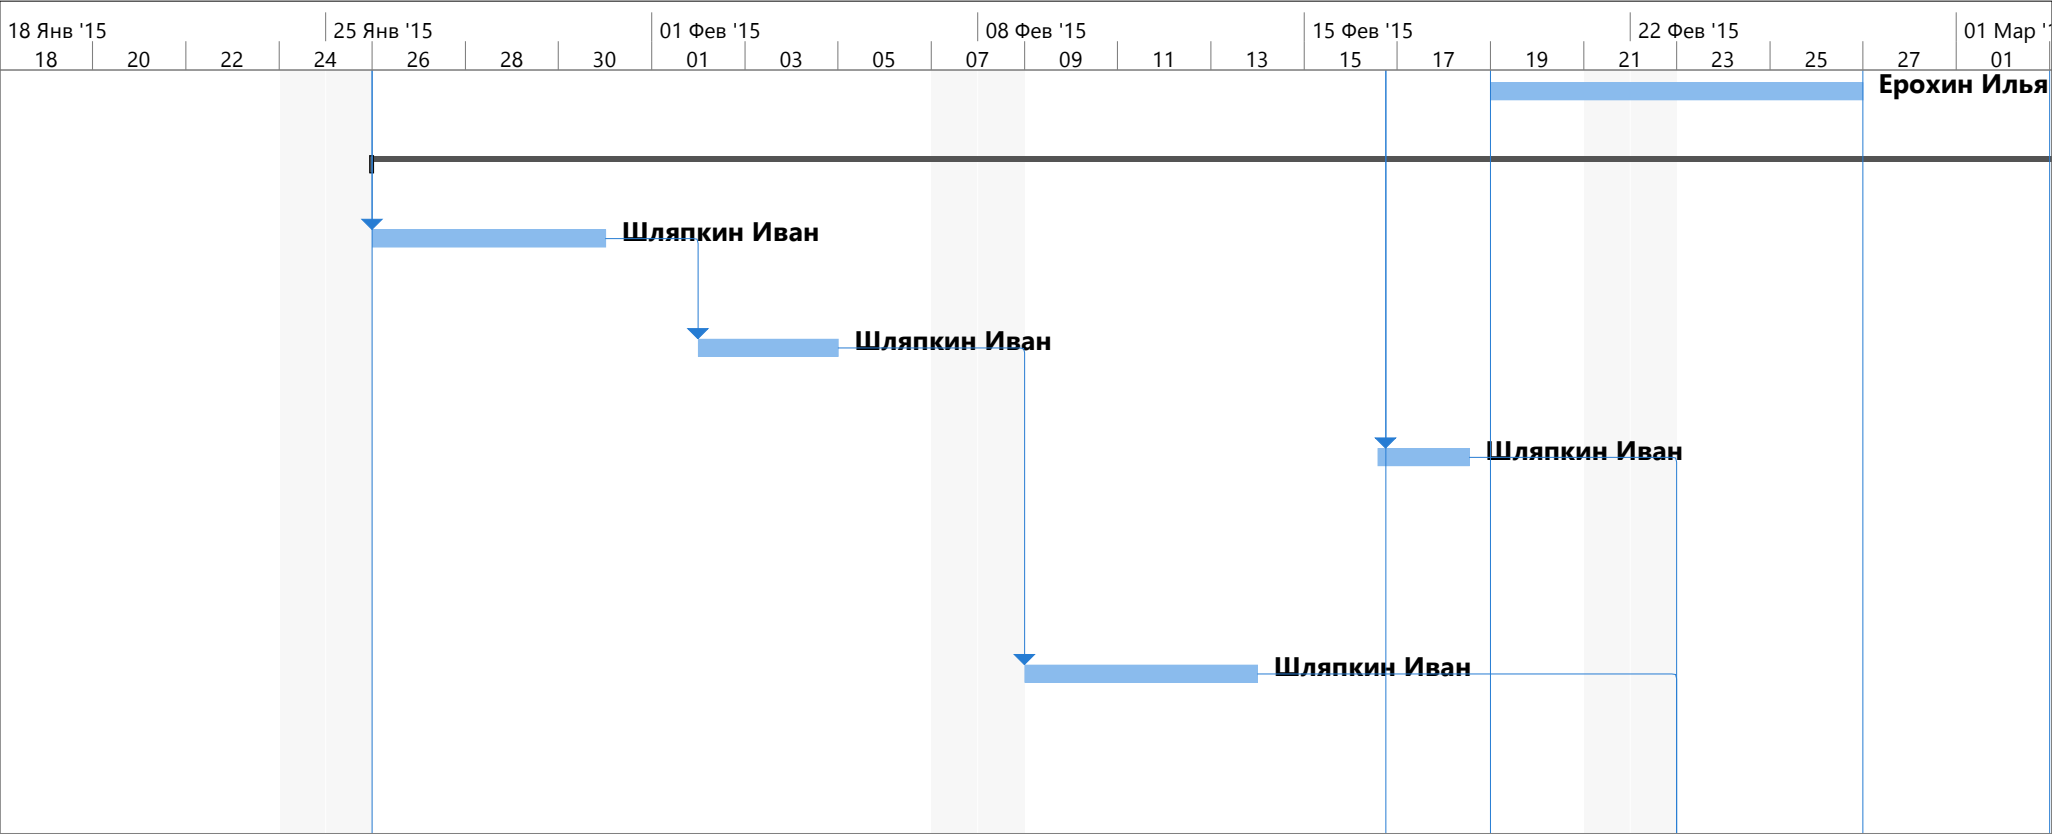 18 Янв '15 25 Янв '15 01 Фев '15 08 Фев '15 15 Фев '15 22 Фев '15 01 Мар '
18 20 22 24 26 28 30 01 03 05 07 09 11 13 15 17 19 21 23 25 27 01
Ерохин Илья
Шляпкин Иван
Шляпкин Иван
Шляпкин Иван
Шляпкин Иван